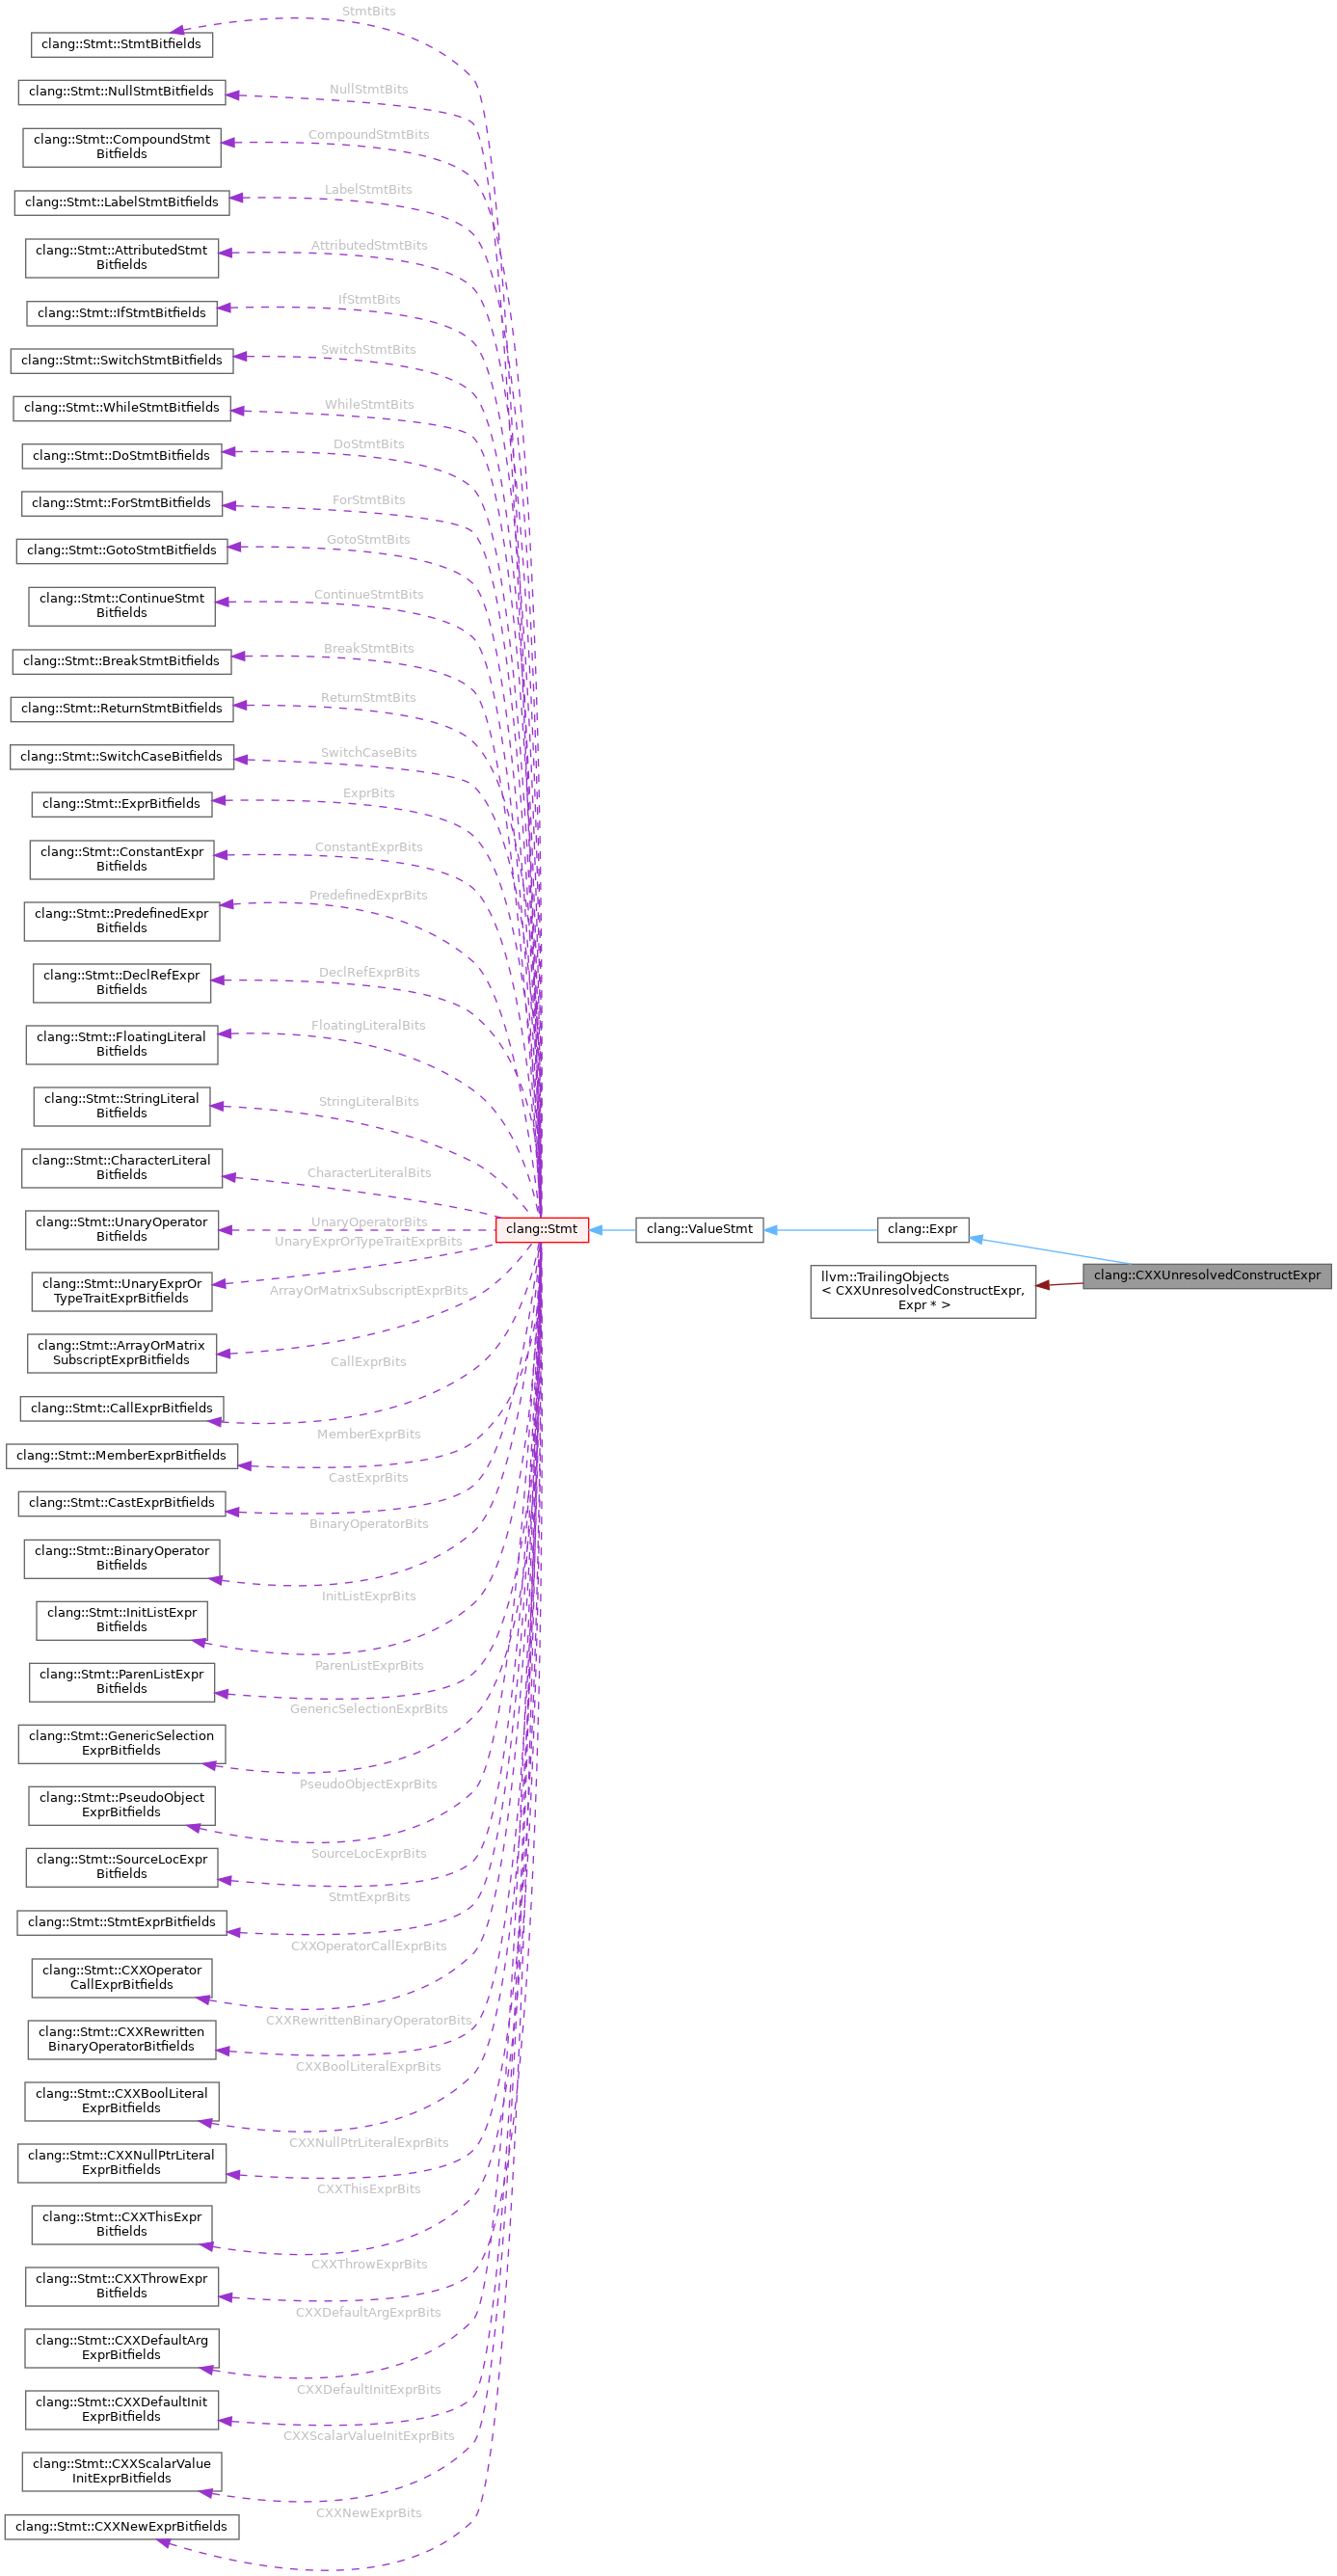 StmtBits
clang::Stmt::StmtBitfields
NullStmtBits
clang::Stmt::NullStmtBitfields
CompoundStmtBits
clang::Stmt::CompoundStmt
Bitfields
LabelStmtBits
clang::Stmt::LabelStmtBitfields
AttributedStmtBits
clang::Stmt::AttributedStmt
Bitfields
IfStmtBits
clang::Stmt::IfStmtBitfields
SwitchStmtBits
clang::Stmt::SwitchStmtBitfields
WhileStmtBits
clang::Stmt::WhileStmtBitfields
DoStmtBits
clang::Stmt::DoStmtBitfields
ForStmtBits
clang::Stmt::ForStmtBitfields
GotoStmtBits
clang::Stmt::GotoStmtBitfields
ContinueStmtBits
clang::Stmt::ContinueStmt
Bitfields
BreakStmtBits
clang::Stmt::BreakStmtBitfields
ReturnStmtBits
clang::Stmt::ReturnStmtBitfields
SwitchCaseBits
clang::Stmt::SwitchCaseBitfields
ExprBits
clang::Stmt::ExprBitfields
ConstantExprBits
clang::Stmt::ConstantExpr
Bitfields
PredefinedExprBits
clang::Stmt::PredefinedExpr
Bitfields
DeclRefExprBits
clang::Stmt::DeclRefExpr
Bitfields
FloatingLiteralBits
clang::Stmt::FloatingLiteral
Bitfields
StringLiteralBits
clang::Stmt::StringLiteral
Bitfields
CharacterLiteralBits
clang::Stmt::CharacterLiteral
Bitfields
UnaryOperatorBits
clang::Stmt::UnaryOperator
Bitfields
clang::Stmt
clang::ValueStmt
clang::Expr
clang::CXXUnresolvedConstructExpr
llvm::TrailingObjects
< CXXUnresolvedConstructExpr,
Expr * >
UnaryExprOrTypeTraitExprBits
clang::Stmt::UnaryExprOr
TypeTraitExprBitfields
ArrayOrMatrixSubscriptExprBits
clang::Stmt::ArrayOrMatrix
SubscriptExprBitfields
CallExprBits
clang::Stmt::CallExprBitfields
MemberExprBits
clang::Stmt::MemberExprBitfields
CastExprBits
clang::Stmt::CastExprBitfields
BinaryOperatorBits
clang::Stmt::BinaryOperator
Bitfields
InitListExprBits
clang::Stmt::InitListExpr
Bitfields
ParenListExprBits
clang::Stmt::ParenListExpr
Bitfields
GenericSelectionExprBits
clang::Stmt::GenericSelection
ExprBitfields
PseudoObjectExprBits
clang::Stmt::PseudoObject
ExprBitfields
SourceLocExprBits
clang::Stmt::SourceLocExpr
Bitfields
StmtExprBits
clang::Stmt::StmtExprBitfields
CXXOperatorCallExprBits
clang::Stmt::CXXOperator
CallExprBitfields
CXXRewrittenBinaryOperatorBits
clang::Stmt::CXXRewritten
BinaryOperatorBitfields
CXXBoolLiteralExprBits
clang::Stmt::CXXBoolLiteral
ExprBitfields
CXXNullPtrLiteralExprBits
clang::Stmt::CXXNullPtrLiteral
ExprBitfields
CXXThisExprBits
clang::Stmt::CXXThisExpr
Bitfields
CXXThrowExprBits
clang::Stmt::CXXThrowExpr
Bitfields
CXXDefaultArgExprBits
clang::Stmt::CXXDefaultArg
ExprBitfields
CXXDefaultInitExprBits
clang::Stmt::CXXDefaultInit
ExprBitfields
CXXScalarValueInitExprBits
clang::Stmt::CXXScalarValue
InitExprBitfields
CXXNewExprBits
clang::Stmt::CXXNewExprBitfields